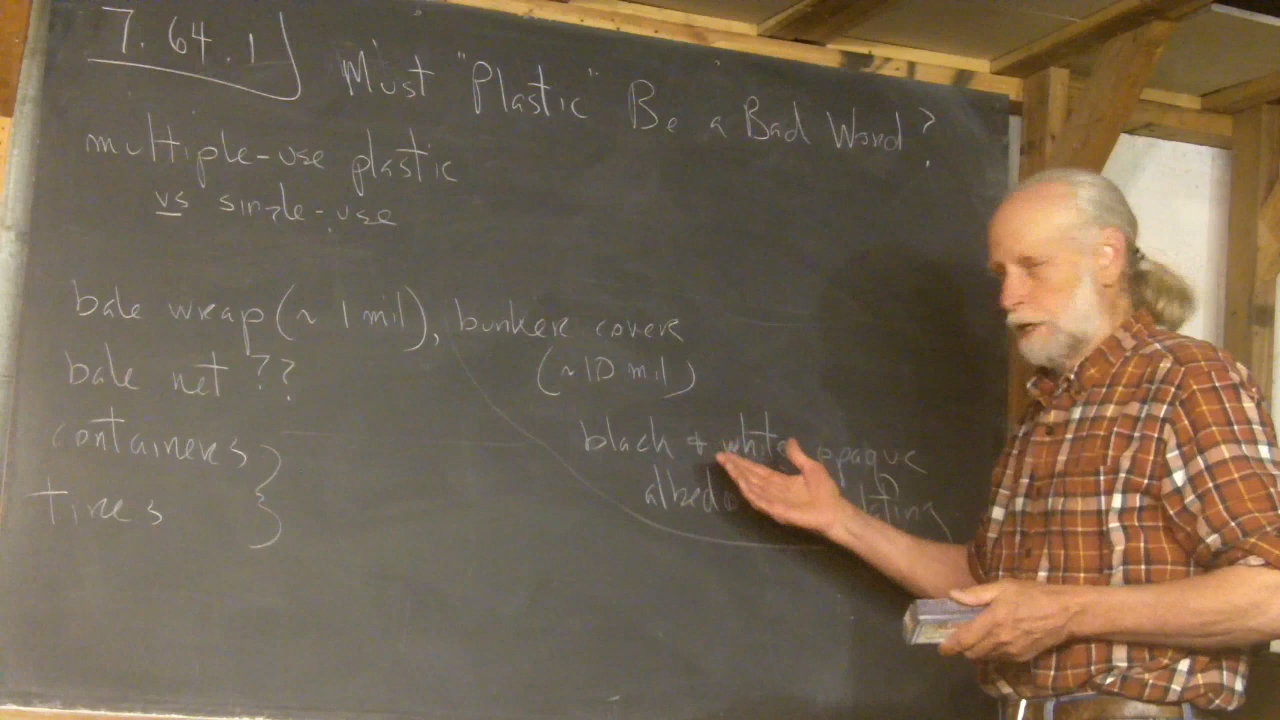 7.64.1
Must "Plastic" Be a Bad Word?
multiple-use plastic
vs single-use
bale wrap (~ 1 mil), bunker cover
(~10 mil)
bale net ??
black + white opaque
containers
albedo
tires